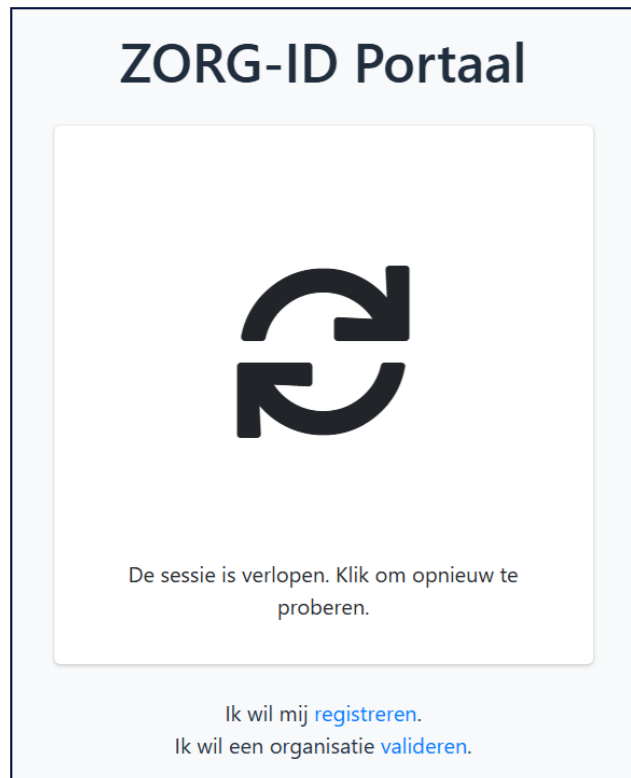 ZORG-ID Portaal
De sessie is verlopen. Klik om opnieuw te
proberen.
Ik wil mij registreren.
Ik wil een organisatie valideren.